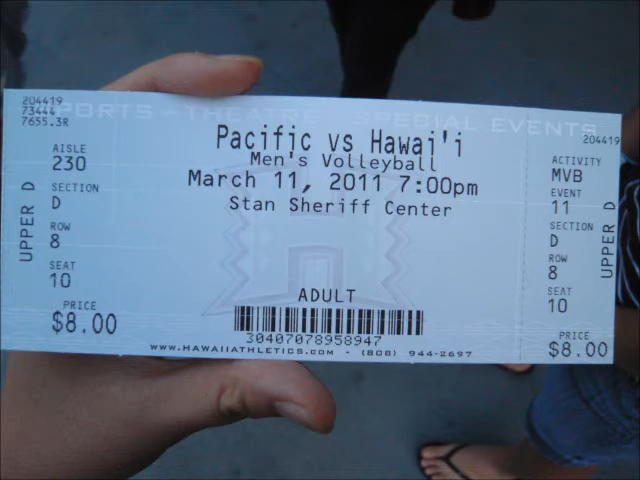 SPORTS - THEATRE - SPECIAL EVENTS
204419
73444
7655.3R
204419
Pacific vs Hawai'i
Men's Volleyball
March 11, 2011 7:00pm
Stan Sheriff Center
UPPER D
AISLE
230
SECTION
D
ROW
8
SEAT
10
PRICE
$8.00
ADULT
30407078958947
WWW.HAWAIIATHLETICS.COM - (808) 944-2697
ACTIVITY
MVB
EVENT
11
SECTION
D
ROW
8
SEAT
10
PRICE
$8.00
UPPER D